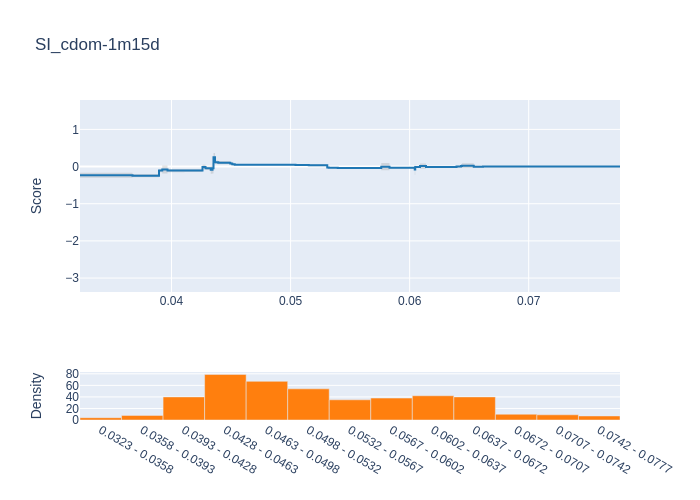 SI_cdom-1m15d
Score
1
0
−1
−2
−3
0.04
0.05
0.06
0.07
Density
80
60
40
20
0
0.0323 - 0.0358
0.0358 - 0.0393
0.0393 - 0.0428
0.0428 - 0.0463
0.0463 - 0.0498
0.0498 - 0.0532
0.0532 - 0.0567
0.0567 - 0.0602
0.0602 - 0.0637
0.0637 - 0.0672
0.0672 - 0.0707
0.0707 - 0.0742
0.0742 - 0.0777